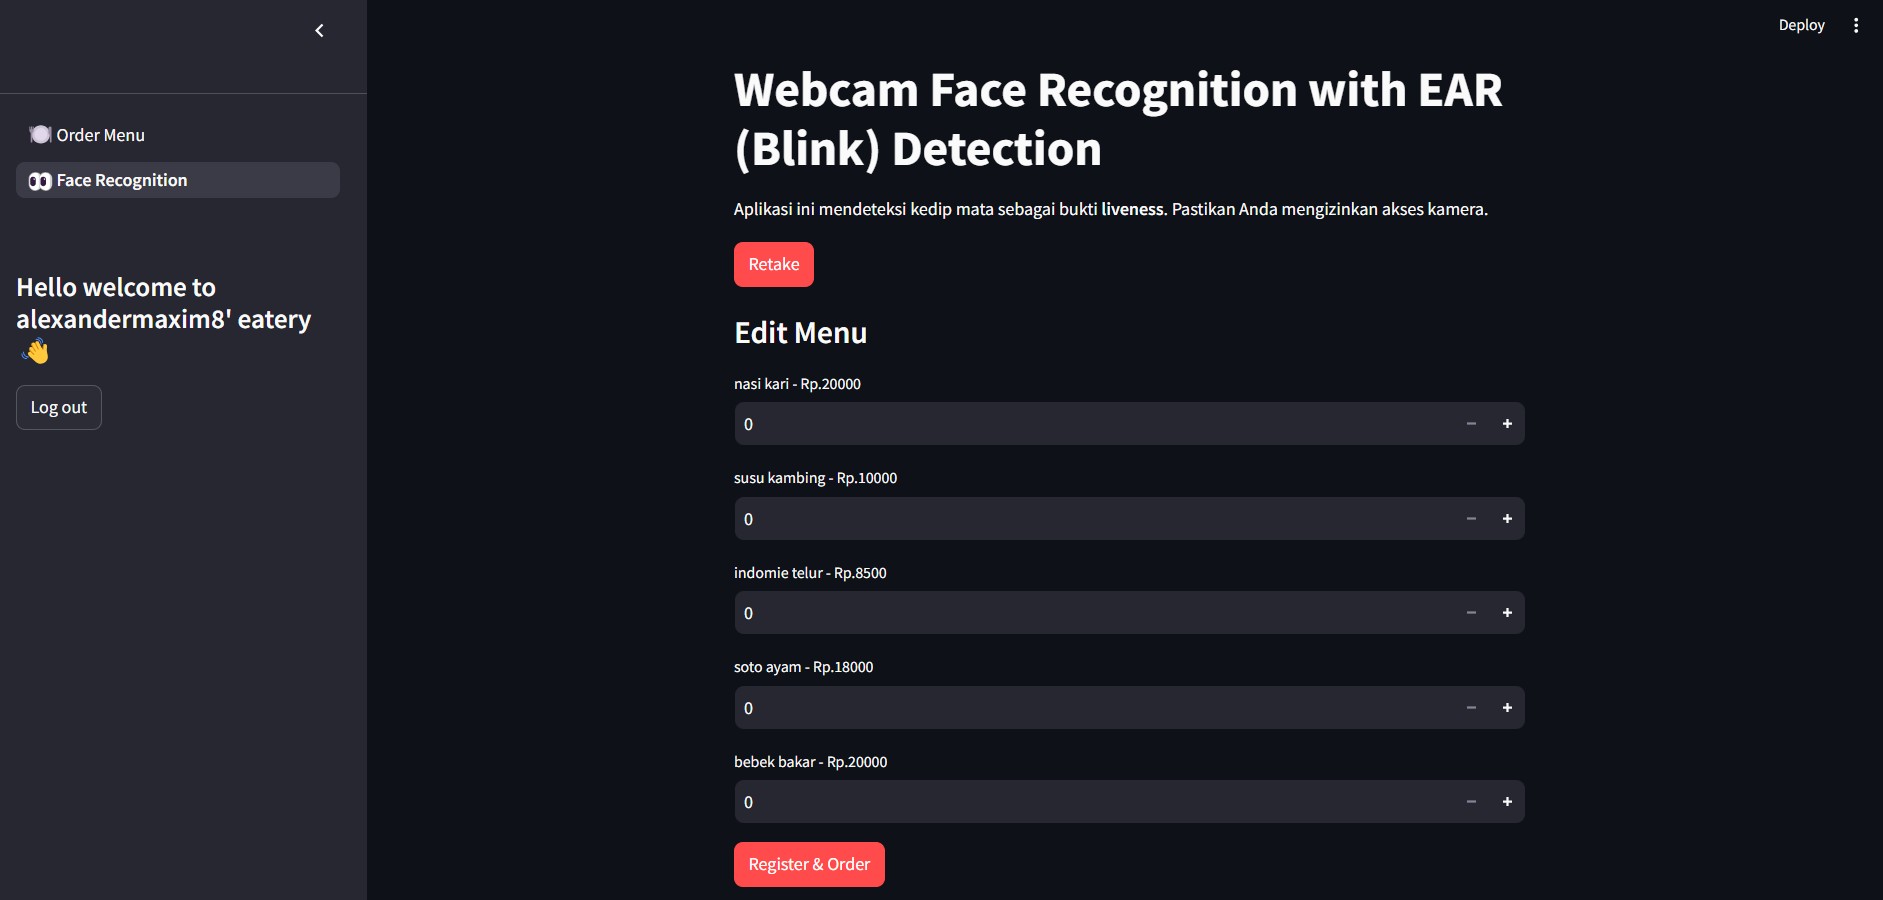 Deploy
Order Menu
Face Recognition
Hello welcome to
alexandermaxim8' eatery
Log out
Webcam Face Recognition with EAR
(Blink) Detection
Aplikasi ini mendeteksi kedip mata sebagai bukti liveness. Pastikan Anda mengizinkan akses kamera.
Retake
Edit Menu
nasi kari - Rp.20000
0
susu kambing - Rp.10000
0
indomie telur - Rp.8500
0
soto ayam - Rp.18000
0
bebek bakar - Rp.20000
0
Register & Order